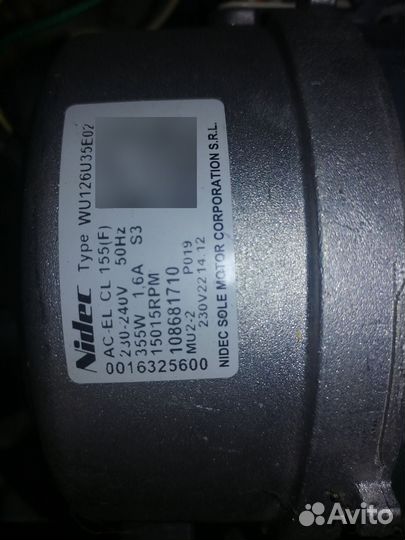 Nidec Type WU126U35E02
AC-EL CL 155(F)
230-240V 50Hz
355W 1,6A S3
15015RPM
108681710
MU2-2 P019
0016325600 230V2214.12
NIDEC SOLE MOTOR CORPORATION S.R.L.
Avito